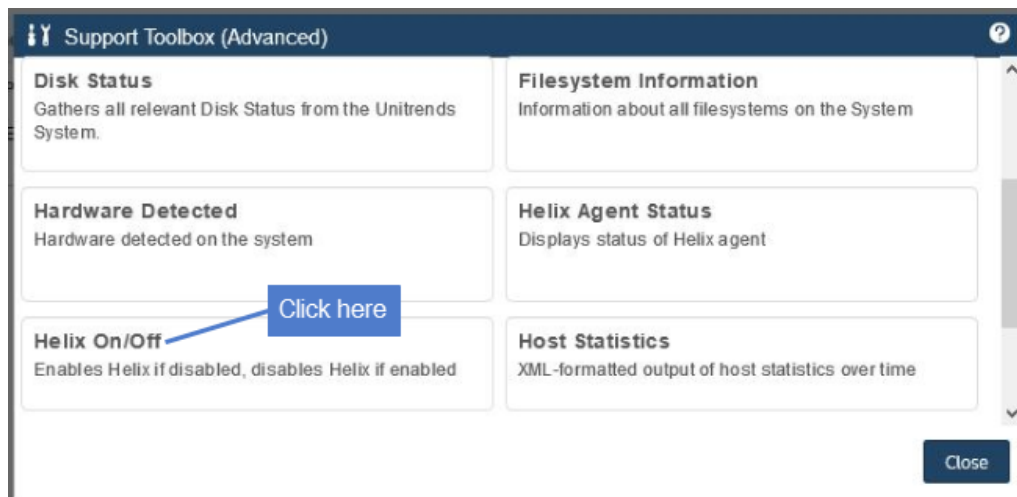 Support Toolbox (Advanced)
Disk Status
Gathers all relevant Disk Status from the Unitrends
System.
Filesystem Information
Information about all filesystems on the System
Hardware Detected
Hardware detected on the system
Helix Agent Status
Displays status of Helix agent
Click here
Helix On/Off
Enables Helix if disabled, disables Helix if enabled
Host Statistics
XML-formatted output of host statistics over time
Close